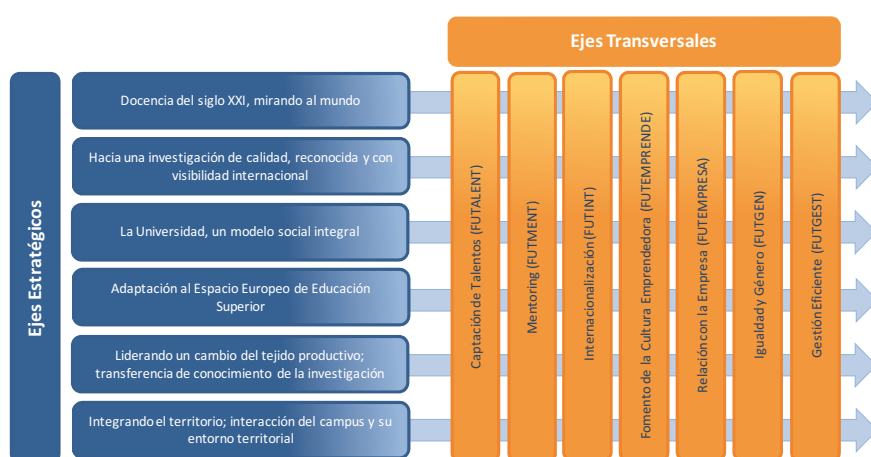 Ejes Transversales
Ejes Estratégicos
Docencia del siglo XXI, mirando al mundo
Hacia una investigación de calidad, reconocida y con
visibilidad internacional
La Universidad, un modelo social integral
Adaptación al Espacio Europeo de Educación
Superior
Liderando un cambio del tejido productivo;
transferencia de conocimiento de la investigación
Integrando el territorio; interacción del campus y su
entorno territorial
Captación de Talentos (FUTALENT)
Mentoring (FUTMENT)
Internacionalización (FUTINT)
Fomento de la Cultura Emprendedora (FUTEMPRENDE)
Relación con la Empresa (FUTEMPRESA)
Igualdad y Género (FUTGEN)
Gestión Eficiente (FUTGEST)